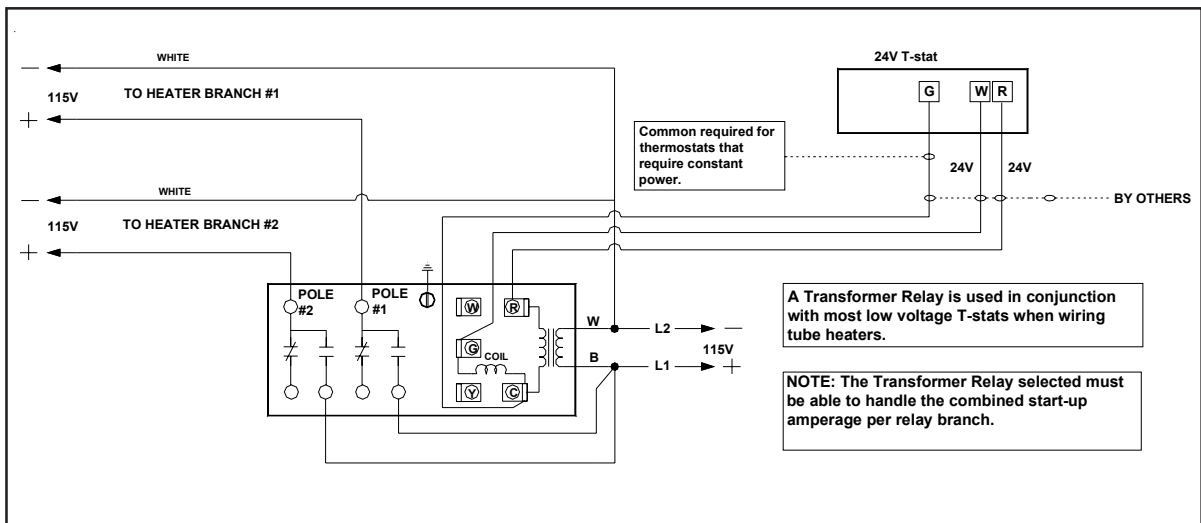 WHITE
24V T-stat
—
115V
TO HEATER BRANCH #1
+
G
W
R
Common required for
thermostats that
require constant
power.
24V
24V
WHITE
—
BY OTHERS
115V
TO HEATER BRANCH #2
+
POLE
#2
POLE
#1
W
R
G
COIL
Y
C
W
L2
—
B
L1
115V
+
A Transformer Relay is used in conjunction
with most low voltage T-stats when wiring
tube heaters.
NOTE: The Transformer Relay selected must
be able to handle the combined start-up
amperage per relay branch.